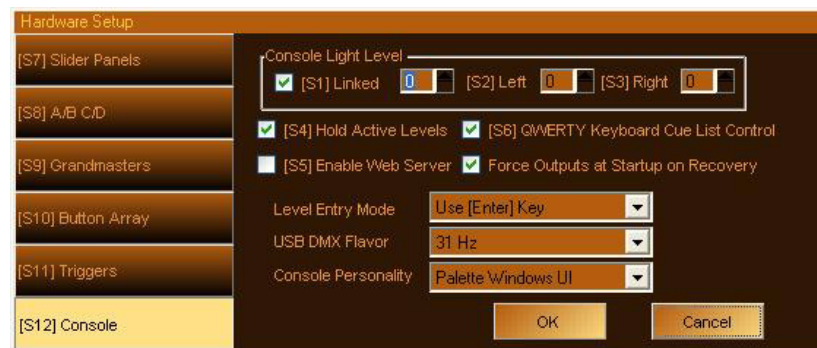 Hardware Setup
[S7] Slider Panels
[S8] A/B C/D
[S9] Grandmasters
[S10] Button Array
[S11] Triggers
[S12] Console
Console Light Level
[S1] Linked 0 [S2] Left 0 [S3] Right 0
[S4] Hold Active Levels [S6] QWERTY Keyboard Cue List Control
[S5] Enable Web Server Force Outputs at Startup on Recovery
Level Entry Mode Use [Enter] Key
USB DMX Flavor 31 Hz
Console Personality Palette Windows UI
OK Cancel